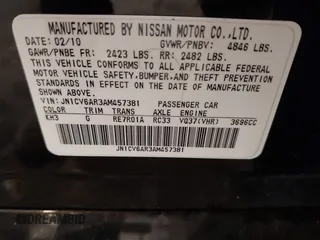 MANUFACTURED BY NISSAN MOTOR CO.,LTD.
DATE: 02/10 GVWR/PNBV: 4846 LBS.
GAWR/PNBE FR: 2423 LBS. RR: 2482 LBS.
THIS VEHICLE CONFORMS TO ALL APPLICABLE FEDERAL
MOTOR VEHICLE SAFETY, BUMPER, AND THEFT PREVENTION
STANDARDS IN EFFECT ON THE DATE OF MANUFACTURE
SHOWN ABOVE.
VIN: JN1CV6AR3AM457381 PASSENGER CAR
COLOR TRIM TRANS AXLE ENGINE
KH3 G RE7R01A RC33 VQ37(VHR) 3696CC
JN1CV6AR3AM457381
DREAMBID